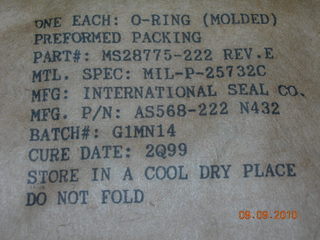 ONE EACH: O-RING (MOLDED)
PREFORMED PACKING
PART#: MS28775-222 REV.E
MTL. SPEC: MIL-P-25732C
MFG: INTERNATIONAL SEAL CO.
MFG. P/N: AS568-222 N432
BATCH#: G1MN14
CURE DATE: 2Q99
STORE IN A COOL DRY PLACE
DO NOT FOLD
09.09.2010